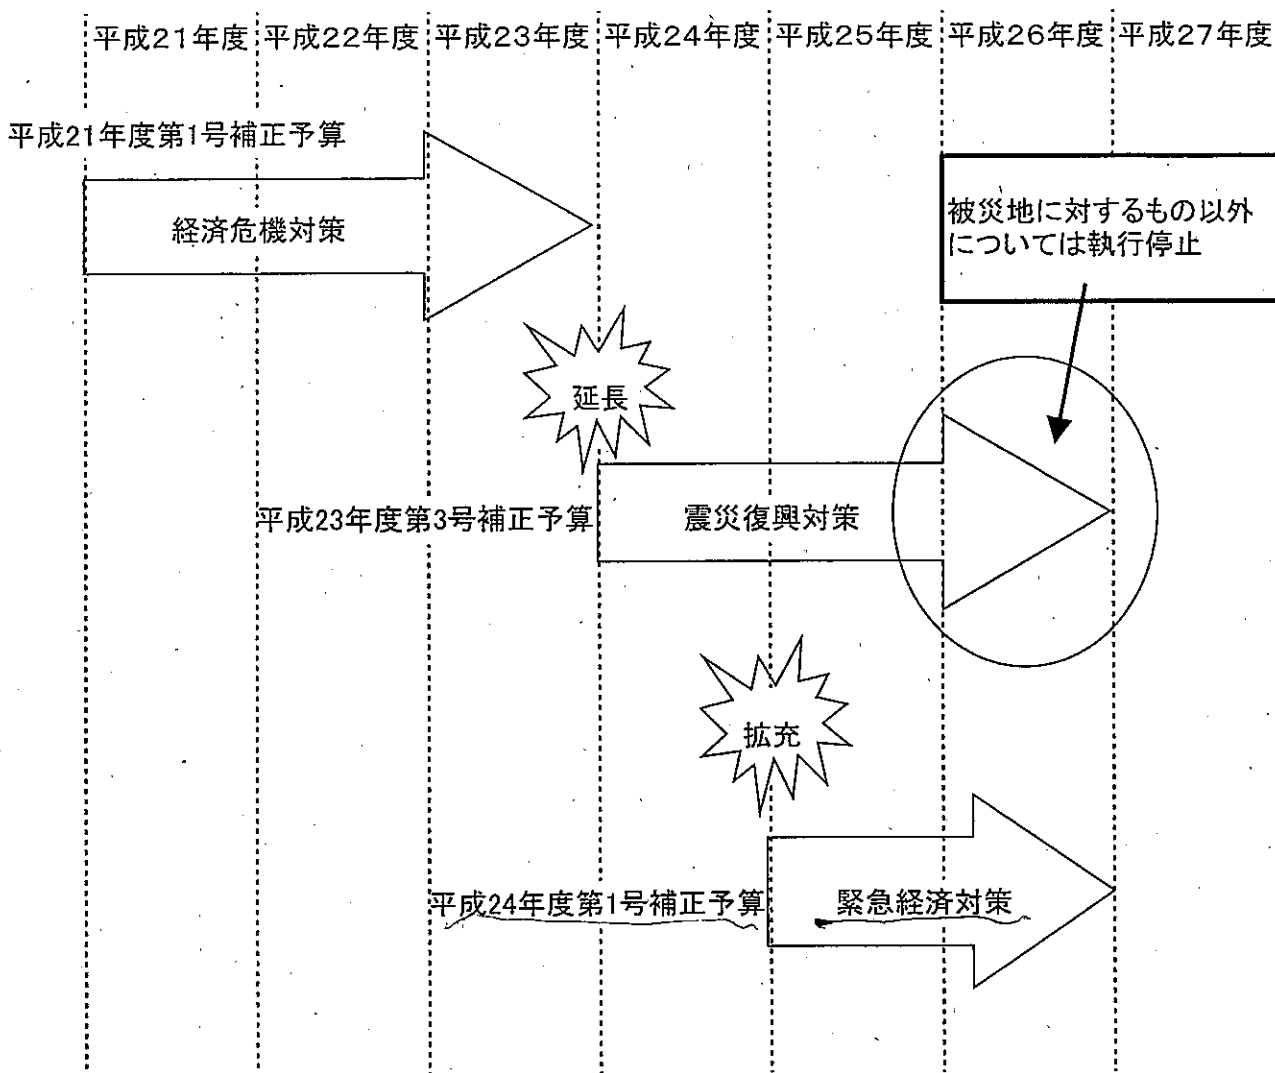 平成21年度
平成22年度
平成23年度
平成24年度
平成25年度
平成26年度
平成27年度
平成21年度第1号補正予算
経済危機対策
被災地に対するもの以外
については執行停止
延長
平成23年度第3号補正予算
震災復興対策
拡充
平成24年度第1号補正予算
緊急経済対策